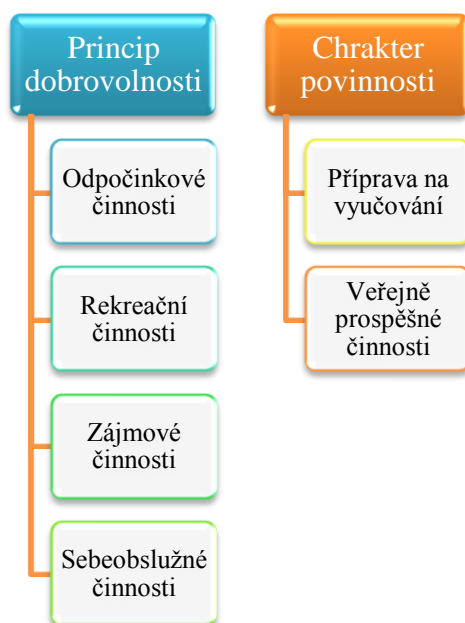 Princip
dobrovolnosti
Odpočinkové
činnosti
Rekreační
činnosti
Zájmové
činnosti
Sebeobslužné
činnosti
Chrakter
povinnosti
Příprava na
vyučování
Veřejně
prospěšné
činnosti